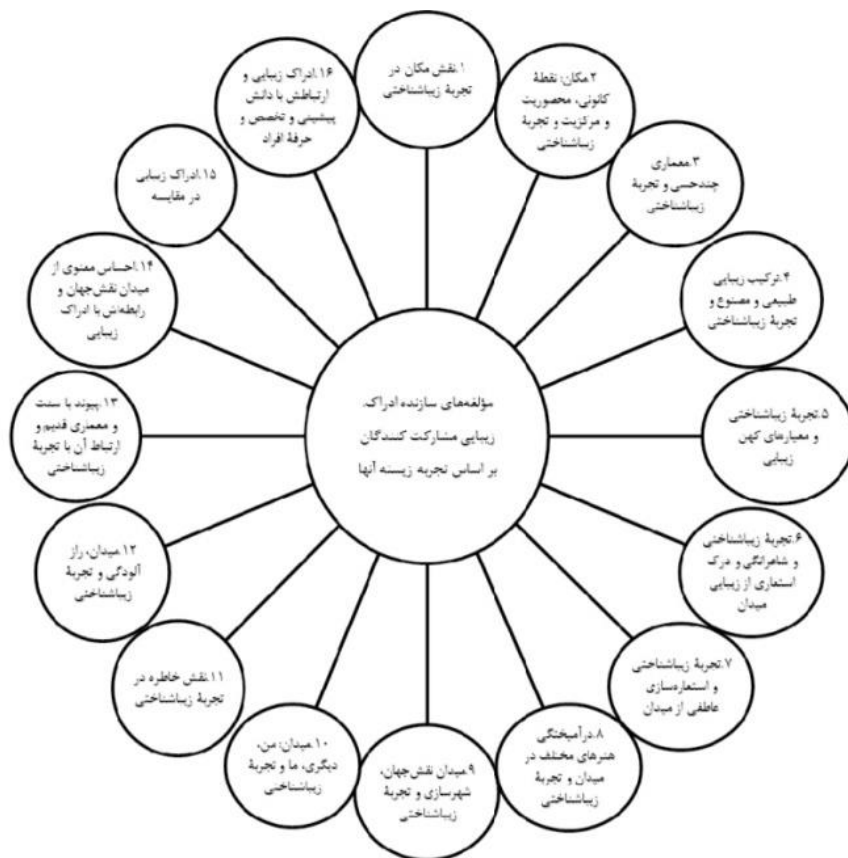 مؤلفه‌های سازنده ادراک،
زیبایی مشارکت کنندگان
بر اساس تجربه زیسته آنها
۱.نقش مکان در
تجربهٔ زیباشناختی
۲.مکان: نقطهٔ
کانونی، محصوریت
و مرکزیت و تجربهٔ
زیباشناختی
۳.معماری
چندحسی و تجربهٔ
زیباشناختی
۴.ترکیب زیبایی
طبیعی و مصنوع و
تجربهٔ زیباشناختی
۵.تجربهٔ زیباشناختی
و معیارهای کهن
زیبایی
۶.تجربهٔ زیباشناختی
و شاعرانگی و درک
استعاری از زیبایی
میدان
۷.تجربهٔ زیباشناختی
و استعاره‌سازی
عاطفی از میدان
۸.درآمیختگی
هنرهای مختلف در
میدان و تجربهٔ
زیباشناختی
۹.میدان نقش‌جهان،
شهرسازی و تجربهٔ
زیباشناختی
۱۰.میدان: من،
دیگری، ما و تجربهٔ
زیباشناختی
۱۱.نقش خاطره در
تجربهٔ زیباشناختی
۱۲.میدان، راز
آلودگی و تجربهٔ
زیباشناختی
۱۳.پیوند با سنت
و معماری قدیم و
ارتباط آن با تجربهٔ
زیباشناختی
۱۴.احساس معنوی از
میدان نقش‌جهان و
رابطه‌اش با ادراک
زیبایی
۱۵.ادراک زیبایی
در مقایسه
۱۶.ادراک زیبایی و
ارتباطش با دانش
پیشینی و تخصص و
حرفهٔ افراد